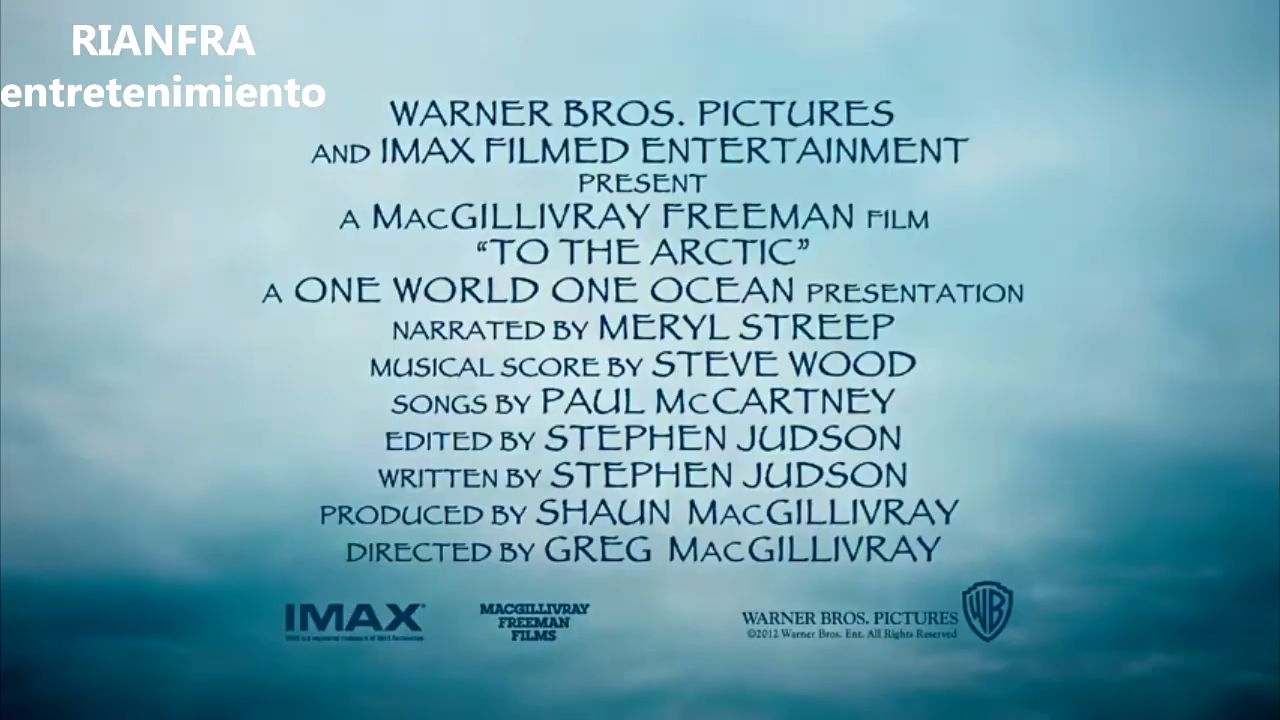 RIANFRA
entretenimiento
WARNER BROS. PICTURES
AND IMAX FILMED ENTERTAINMENT
PRESENT
A MACGILLIVRAY FREEMAN FILM
“TO THE ARCTIC”
A ONE WORLD ONE OCEAN PRESENTATION
NARRATED BY MERYL STREEP
MUSICAL SCORE BY STEVE WOOD
SONGS BY PAUL McCARTNEY
EDITED BY STEPHEN JUDSON
WRITTEN BY STEPHEN JUDSON
PRODUCED BY SHAUN MACGILLIVRAY
DIRECTED BY GREG MACGILLIVRAY
IMAX
MACGILLIVRAY
FREEMAN
FILMS
WARNER BROS. PICTURES
©2012 Warner Bros. Ent. All Rights Reserved
WB